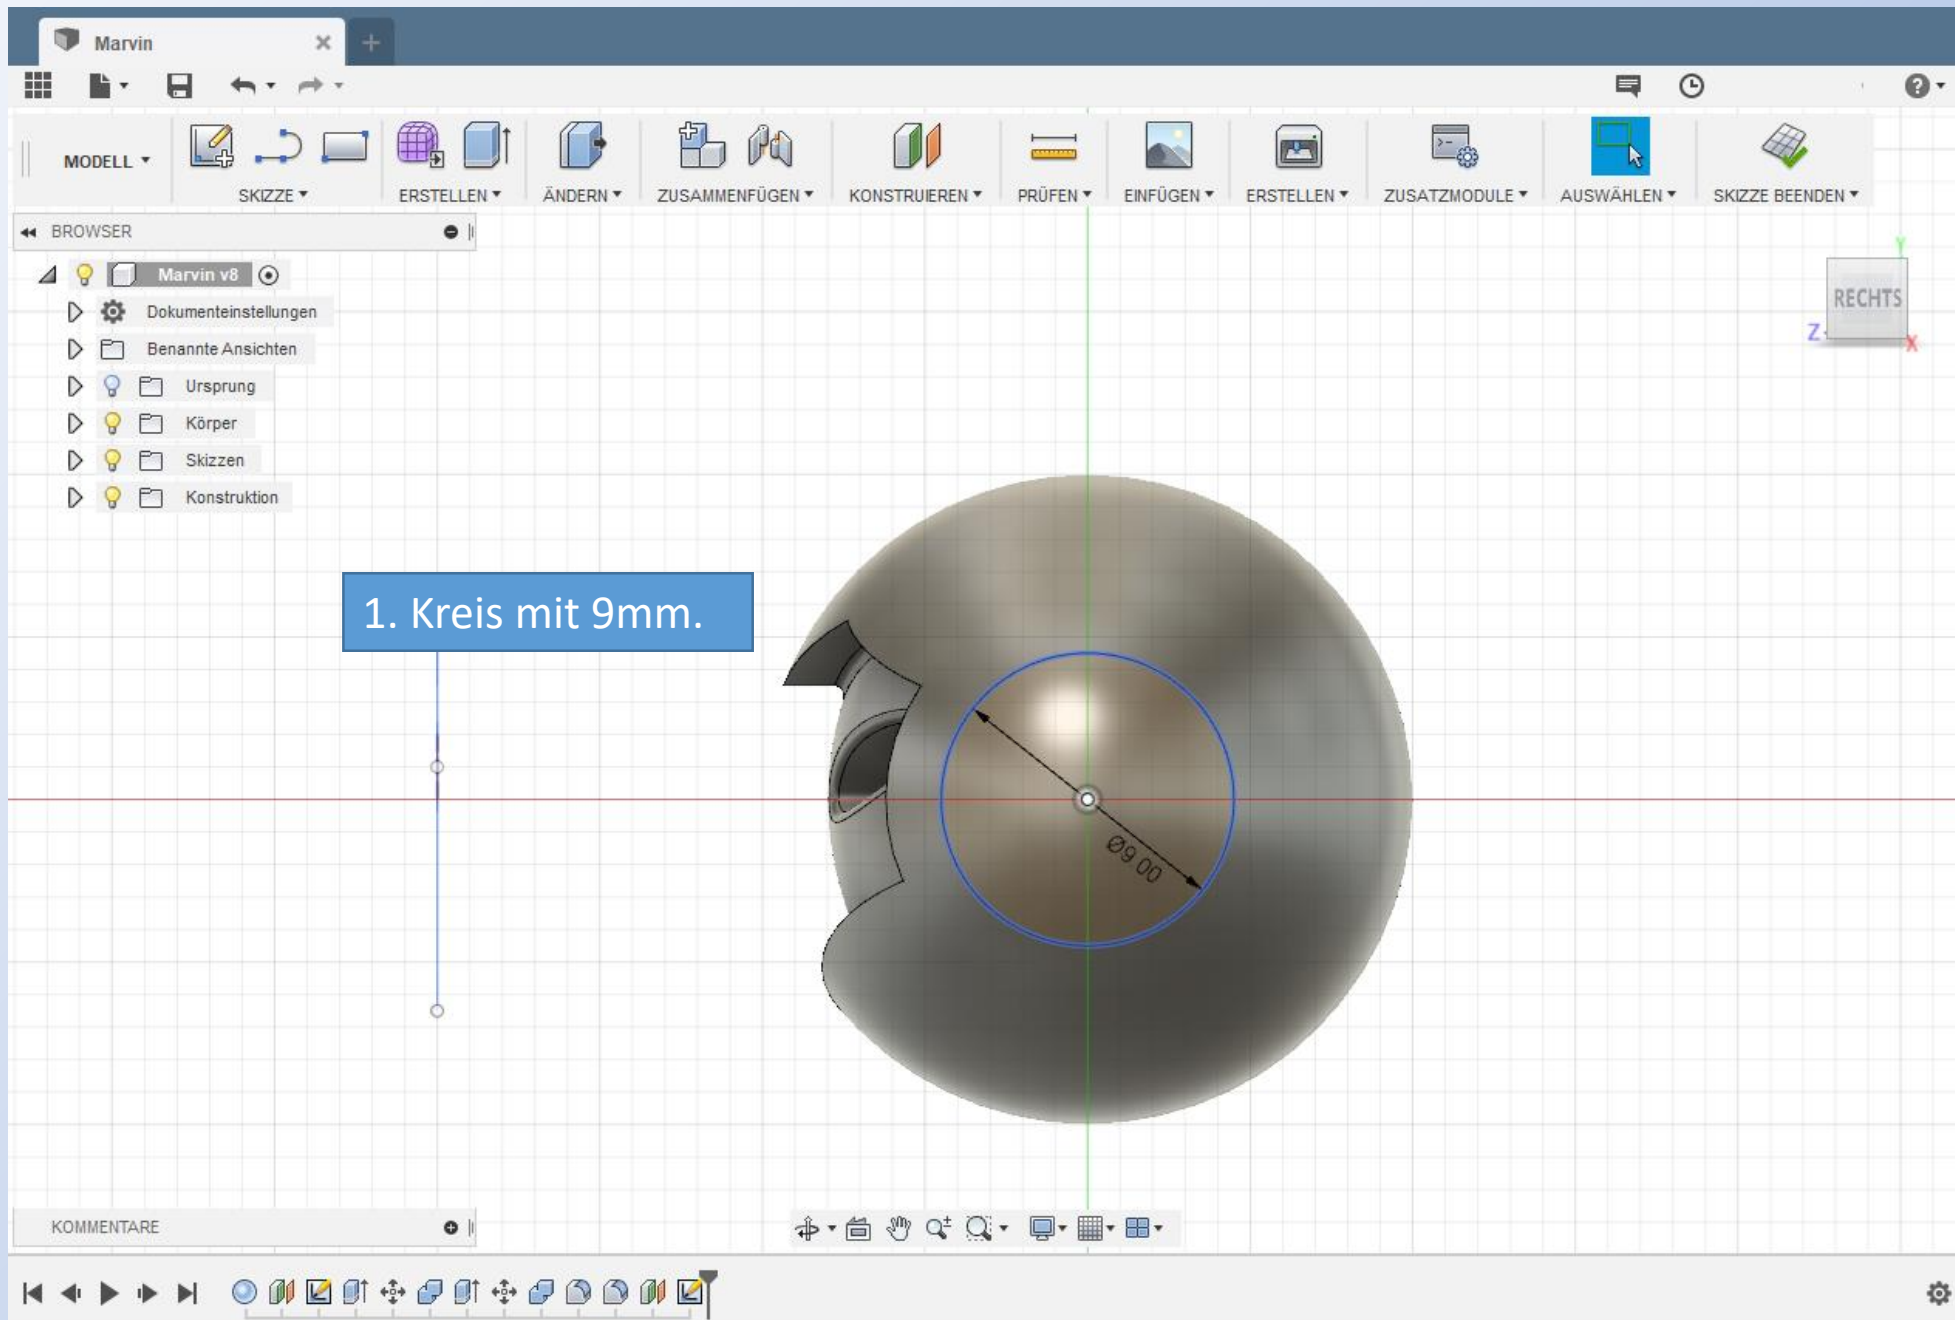 Marvin
MODELL
SKIZZE
ERSTELLEN
ÄNDERN
ZUSAMMENFÜGEN
KONSTRUIEREN
PRÜFEN
EINFÜGEN
ERSTELLEN
ZUSATZMODULE
AUSWÄHLEN
SKIZZE BEENDEN
BROWSER
Marvin v8
Dokumenteinstellungen
Benannte Ansichten
Ursprung
Körper
Skizzen
Konstruktion
Y
RECHTS
Z
X
1. Kreis mit 9mm.
Ø9.00
KOMMENTARE